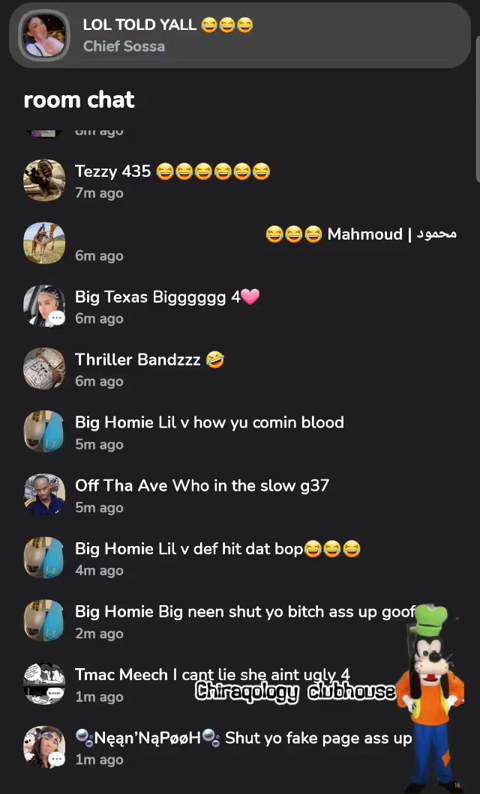 LOL TOLD YALL 😂😂😂
Chief Sossa
room chat
8m ago
Tezzy 435 😂😂😂😂😂😂
7m ago
😂😂😂 Mahmoud | محمود
6m ago
Big Texas Bigggggg 4🩷
6m ago
Thriller Bandzzz 🤣
6m ago
Big Homie Lil v how yu comin blood
5m ago
Off Tha Ave Who in the slow g37
5m ago
Big Homie Lil v def hit dat bop😂😂😂
4m ago
Big Homie Big neen shut yo bitch ass up goof
2m ago
Tmac Meech I cant lie she aint ugly 4
Chiraqology clubhouse
1m ago
🫧Nęąn'NąPøøH🫧 Shut yo fake page ass up
1m ago